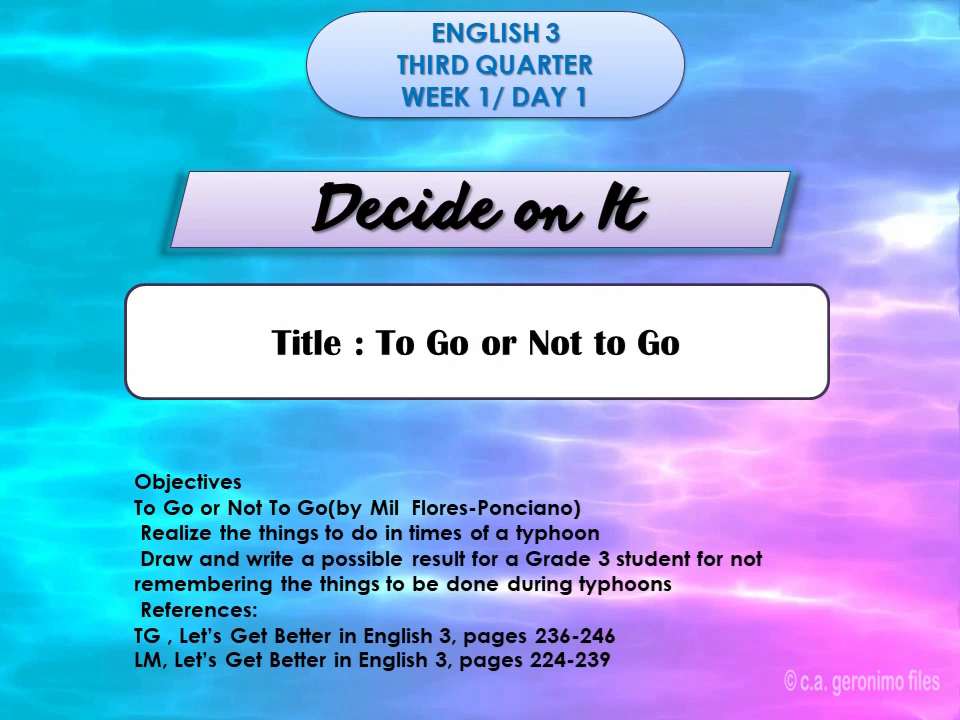 ENGLISH 3
THIRD QUARTER
WEEK 1/ DAY 1
Decide on It
Title : To Go or Not to Go
Objectives
To Go or Not To Go(by Mil Flores-Ponciano)
Realize the things to do in times of a typhoon
Draw and write a possible result for a Grade 3 student for not
remembering the things to be done during typhoons
References:
TG , Let’s Get Better in English 3, pages 236-246
LM, Let’s Get Better in English 3, pages 224-239
© c.a. geronimo files